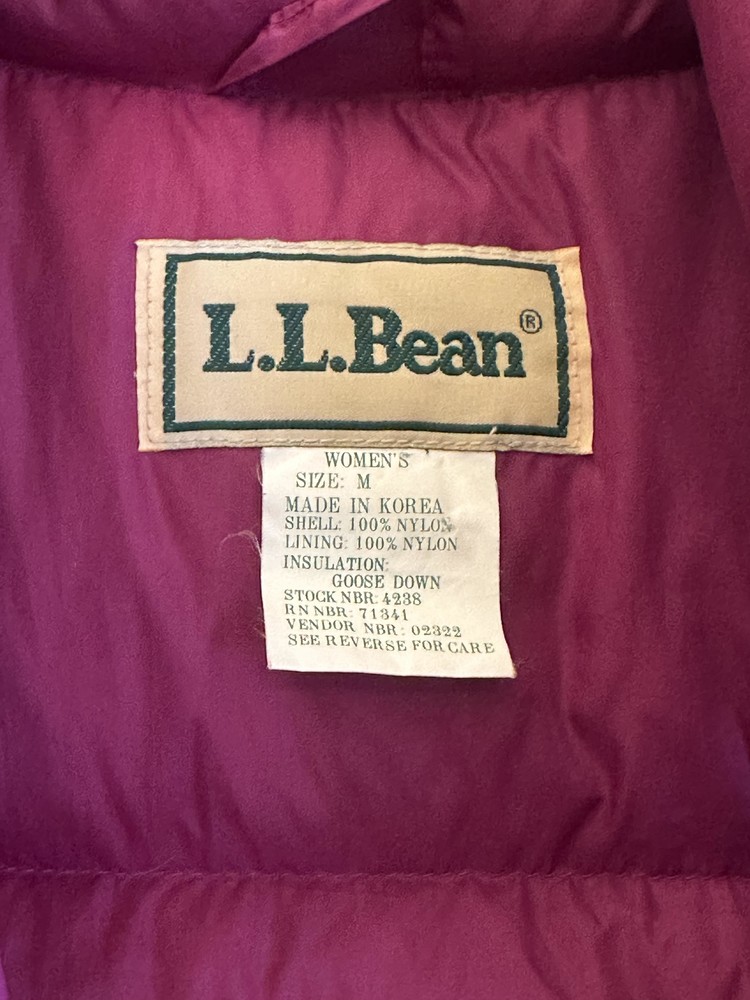 L.L.Bean®
WOMEN'S
SIZE: M
MADE IN KOREA
SHELL: 100% NYLON
LINING: 100% NYLON
INSULATION:
GOOSE DOWN
STOCK NBR: 4238
RN NBR: 71341
VENDOR NBR: 02322
SEE REVERSE FOR CARE